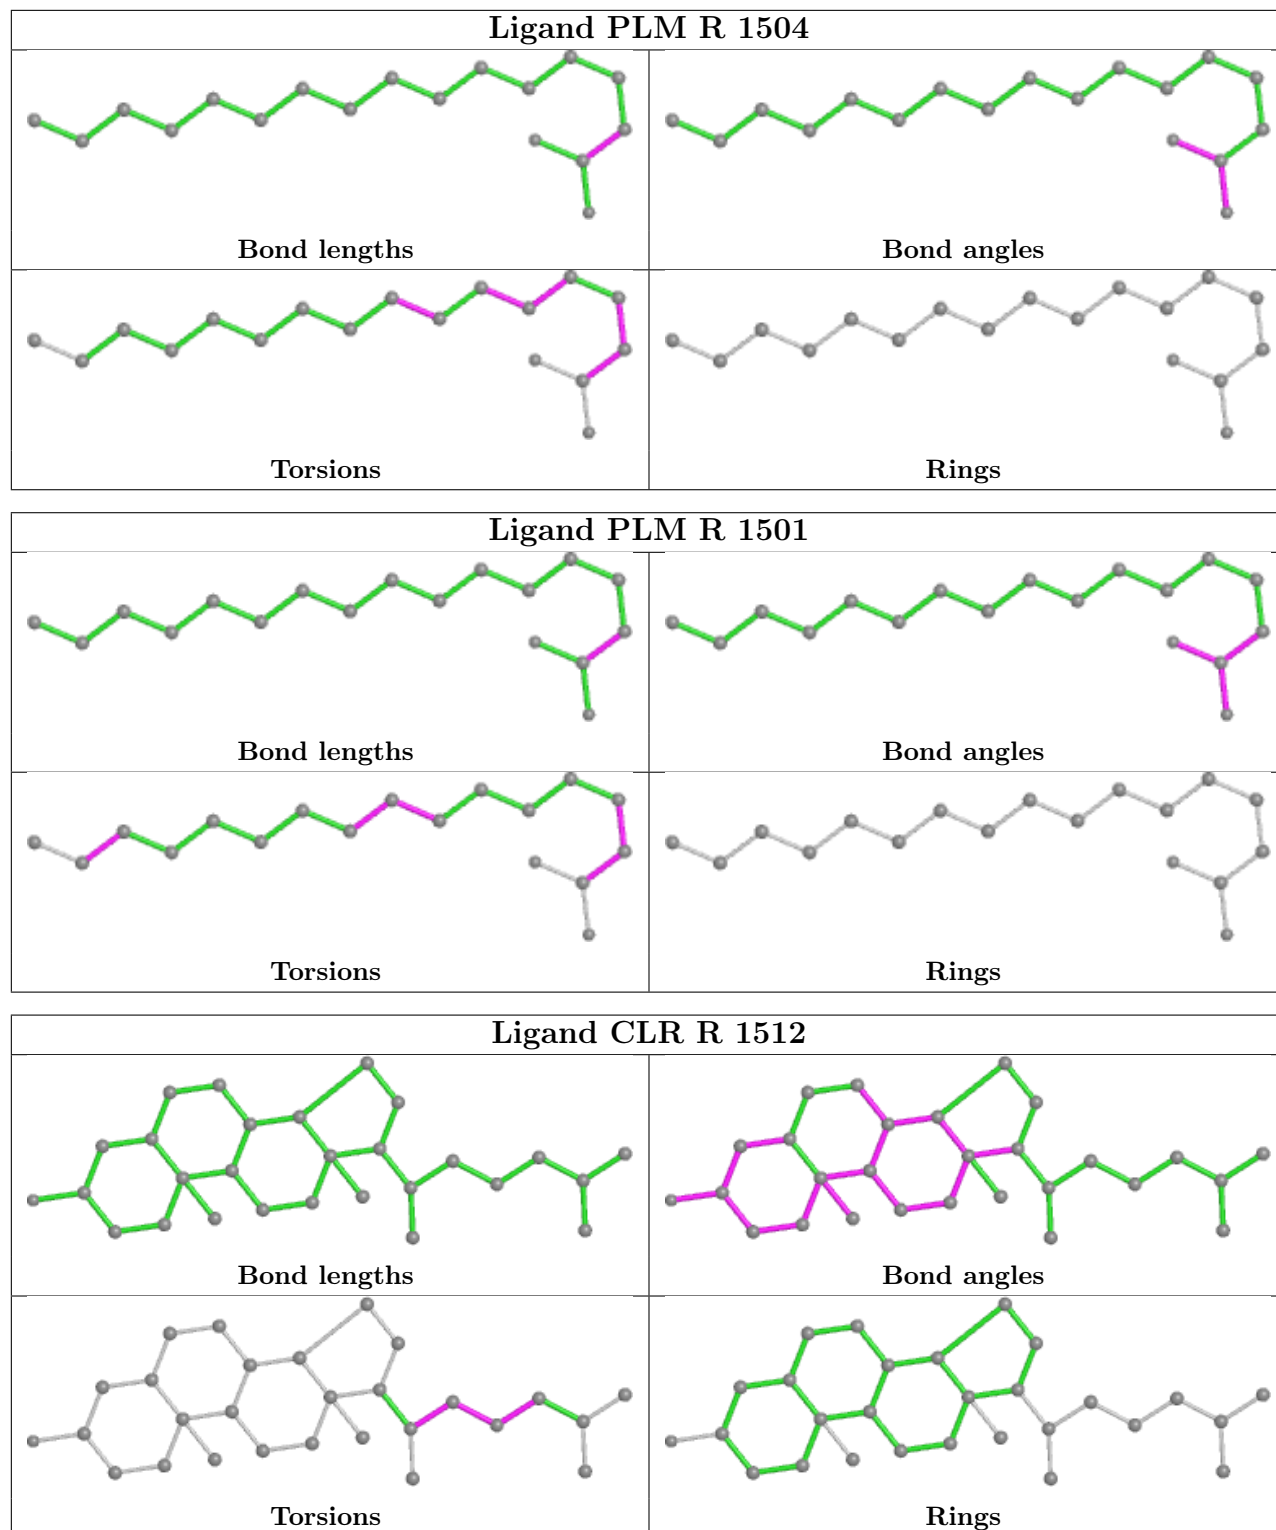 Ligand PLM R 1504
Bond lengths
Bond angles
Torsions
Rings
Ligand PLM R 1501
Bond lengths
Bond angles
Torsions
Rings
Ligand CLR R 1512
Bond lengths
Bond angles
Torsions
Rings